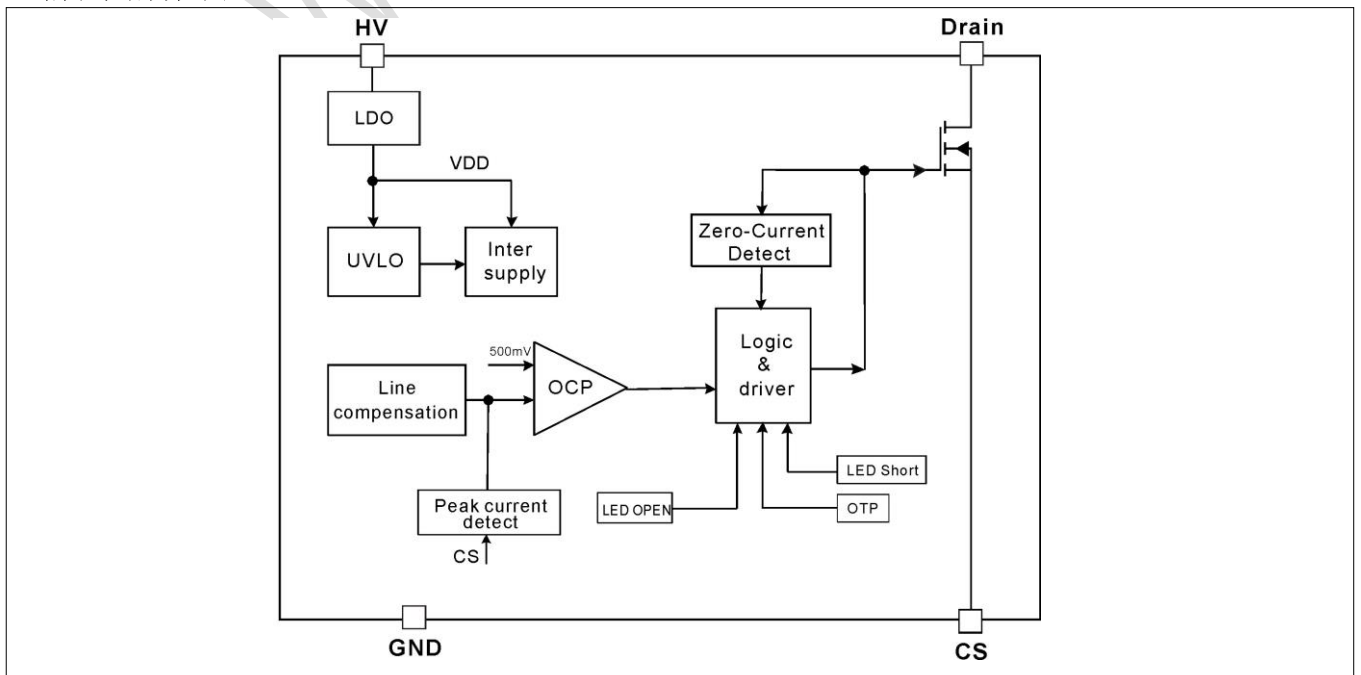 HV
Drain
LDO
VDD
UVLO
Inter
supply
Zero-Current
Detect
Logic
&
driver
500mV
OCP
Line
compensation
LED Short
LED OPEN
OTP
Peak current
detect
CS
GND
CS